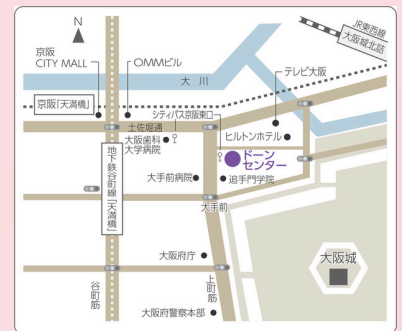 N
JR東西線
大阪城北詰
京阪
CITY MALL
OMMビル
大川
テレビ大阪
京阪「天満橋」
シティバス京阪東口
土佐堀通
ヒルトンホテル
大阪歯科
大学病院
ドーン
センター
地下鉄谷町線「天満橋」
大手前病院
追手門学院
大手前
大阪府庁
大阪城
谷町筋
上町筋
大阪府警察本部